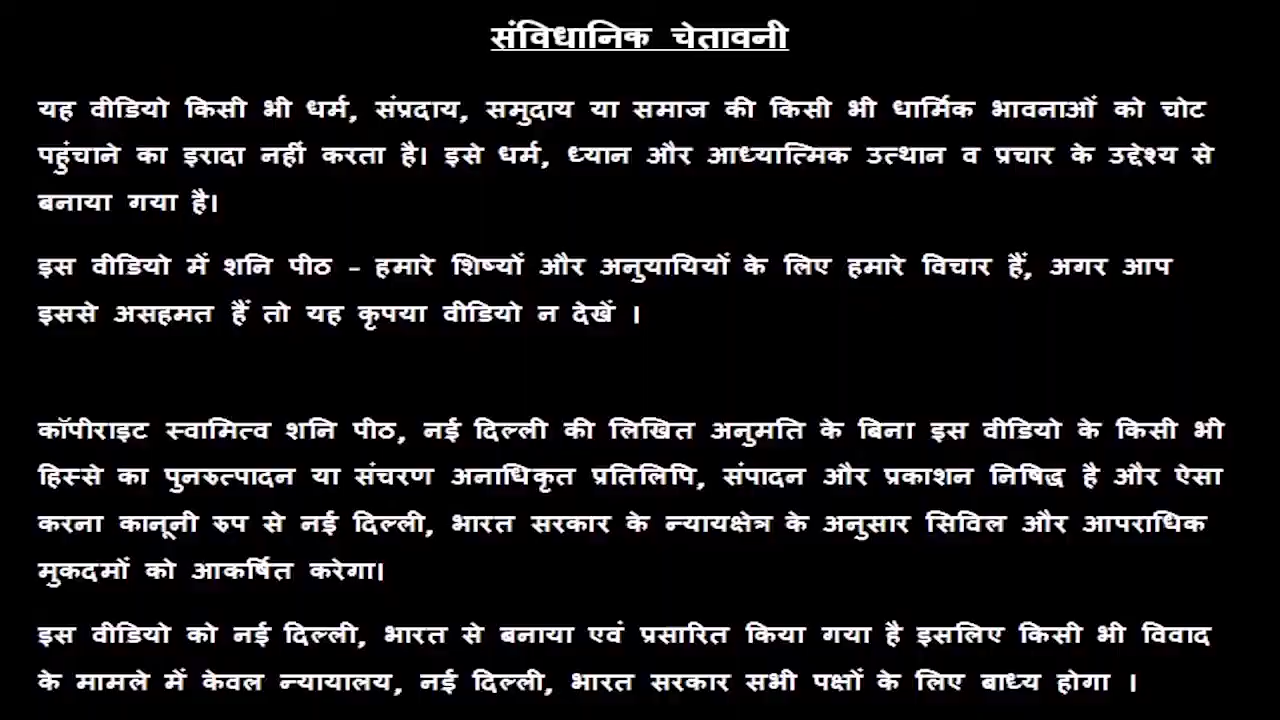 संविधानिक चेतावनी
यह वीडियो किसी भी धर्म, संप्रदाय, समुदाय या समाज की किसी भी धार्मिक भावनाओं को चोट
पहुंचाने का इरादा नहीं करता है। इसे धर्म, ध्यान और आध्यात्मिक उत्थान व प्रचार के उद्देश्य से
बनाया गया है।
इस वीडियो में शनि पीठ – हमारे शिष्यों और अनुयायियों के लिए हमारे विचार हैं, अगर आप
इससे असहमत हैं तो यह कृपया वीडियो न देखें ।
कॉपीराइट स्वामित्व शनि पीठ, नई दिल्ली की लिखित अनुमति के बिना इस वीडियो के किसी भी
हिस्से का पुनरुत्पादन या संचरण अनाधिकृत प्रतिलिपि, संपादन और प्रकाशन निषिद्ध है और ऐसा
करना कानूनी रुप से नई दिल्ली, भारत सरकार के न्यायक्षेत्र के अनुसार सिविल और आपराधिक
मुकदमों को आकर्षित करेगा।
इस वीडियो को नई दिल्ली, भारत से बनाया एवं प्रसारित किया गया है इसलिए किसी भी विवाद
के मामले में केवल न्यायालय, नई दिल्ली, भारत सरकार सभी पक्षों के लिए बाध्य होगा ।